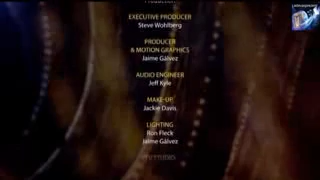 EXECUTIVE PRODUCER
Steve Wohlberg
PRODUCER
& MOTION GRAPHICS
Jaime Gálvez
AUDIO ENGINEER
Jeff Kyle
MAKE-UP
Jackie Davis
LIGHTING
Ron Fleck
Jaime Gálvez